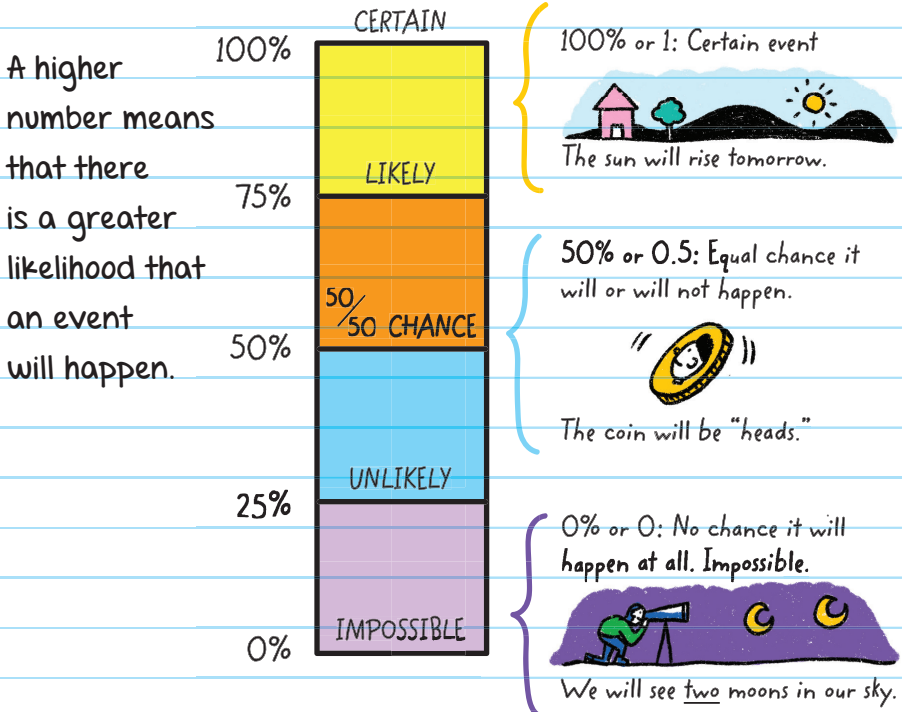 A higher
number means
that there
is a greater
likelihood that
an event
will happen.
CERTAIN
100%
LIKELY
75%
50/50 CHANCE
50%
UNLIKELY
25%
IMPOSSIBLE
0%
100% or 1: Certain event
The sun will rise tomorrow.
50% or 0.5: Equal chance it
will or will not happen.
The coin will be “heads.”
0% or 0: No chance it will
happen at all. Impossible.
We will see two moons in our sky.